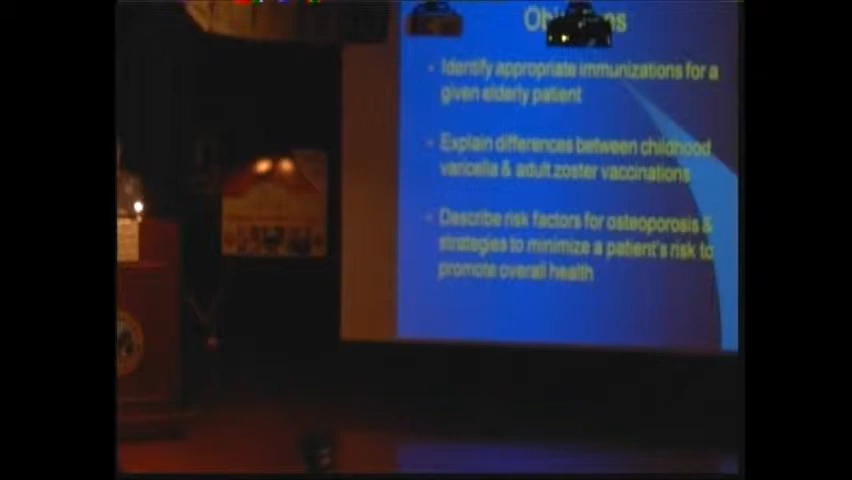 • Identify appropriate immunizations for a
given elderly patient
• Explain differences between childhood
varicella & adult zoster vaccinations
• Describe risk factors for osteoporosis &
strategies to minimize a patient's risk to
promote overall health